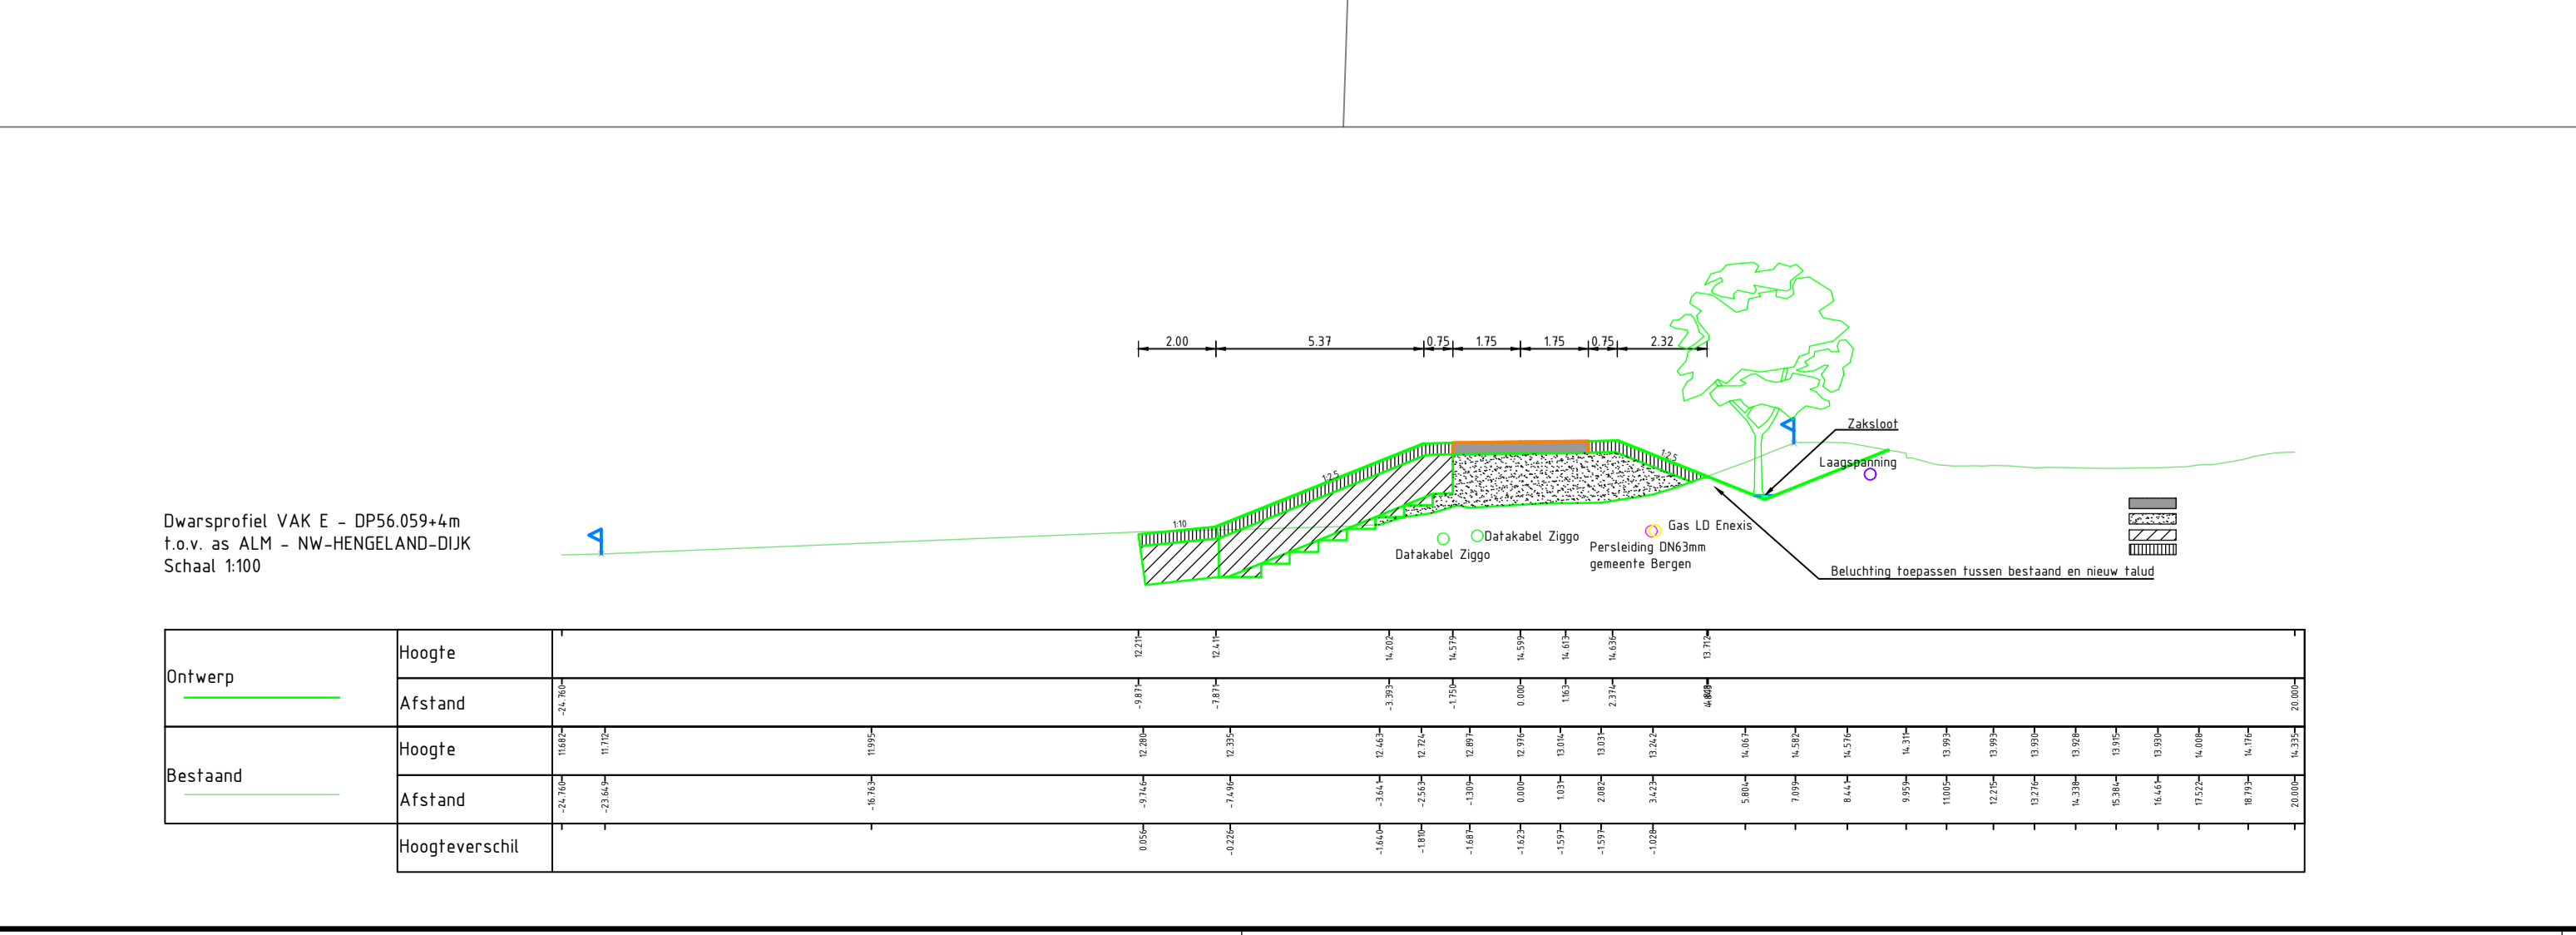 2.00 5.37 0.75 1.75 1.75 0.75 2.32
Zaksloot
Laagspanning
1:2.5
1:2.5
1:10
Dwarsprofiel VAK E - DP56.059+4m
t.o.v. as ALM - NW-HENGELAND-DIJK
Schaal 1:100
Datakabel Ziggo
Datakabel Ziggo
Gas LD Enexis
Persleiding DN63mm
gemeente Bergen
Beluchting toepassen tussen bestaand en nieuw talud
Ontwerp
Hoogte 12.211 12.411 14.202 14.579 14.599 14.613 14.636 13.712
Afstand -24.760 -9.871 -7.871 -3.393 -1.750 0.000 1.163 2.374 20.000
Bestaand
Hoogte 11.682 11.712 11.995 12.280 12.335 12.463 12.724 12.897 12.976 13.014 13.031 13.242 14.067 14.582 14.576 14.311 13.993 13.993 13.930 13.928 13.915 13.930 14.008 14.176 14.335
Afstand -24.760 -23.649 -16.763 -9.746 -7.496 -3.641 -2.563 -1.309 0.000 1.031 2.082 3.423 5.804 7.099 8.441 9.959 11.005 12.215 13.276 14.338 15.384 16.461 17.522 18.793 20.000
Hoogteverschil 0.056 -0.226 -1.640 -1.810 -1.687 -1.623 -1.597 -1.597 -1.028